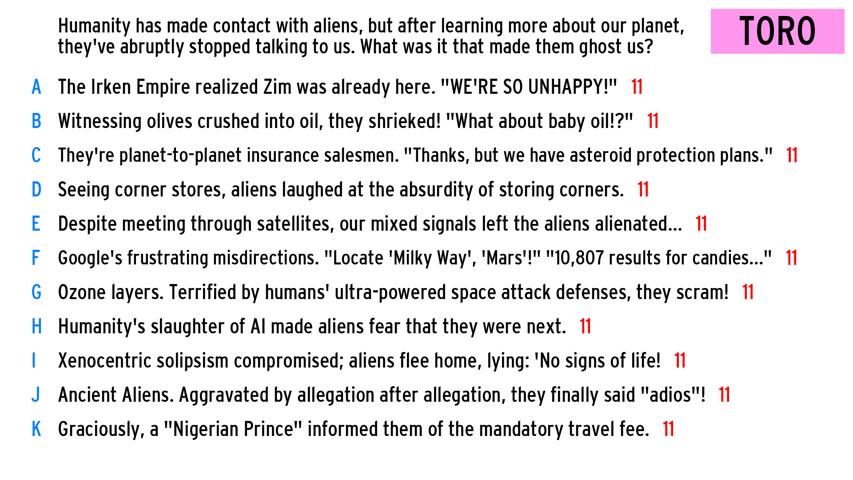 Humanity has made contact with aliens, but after learning more about our planet,
they've abruptly stopped talking to us. What was it that made them ghost us?
TORO
A The Irken Empire realized Zim was already here. "WE'RE SO UNHAPPY!" 11
B Witnessing olives crushed into oil, they shrieked! "What about baby oil!?" 11
C They're planet-to-planet insurance salesmen. "Thanks, but we have asteroid protection plans." 11
D Seeing corner stores, aliens laughed at the absurdity of storing corners. 11
E Despite meeting through satellites, our mixed signals left the aliens alienated... 11
F Google's frustrating misdirections. "Locate 'Milky Way', 'Mars'!" "10,807 results for candies..." 11
G Ozone layers. Terrified by humans' ultra-powered space attack defenses, they scram! 11
H Humanity's slaughter of AI made aliens fear that they were next. 11
I Xenocentric solipsism compromised; aliens flee home, lying: 'No signs of life! 11
J Ancient Aliens. Aggravated by allegation after allegation, they finally said "adios"! 11
K Graciously, a "Nigerian Prince" informed them of the mandatory travel fee. 11